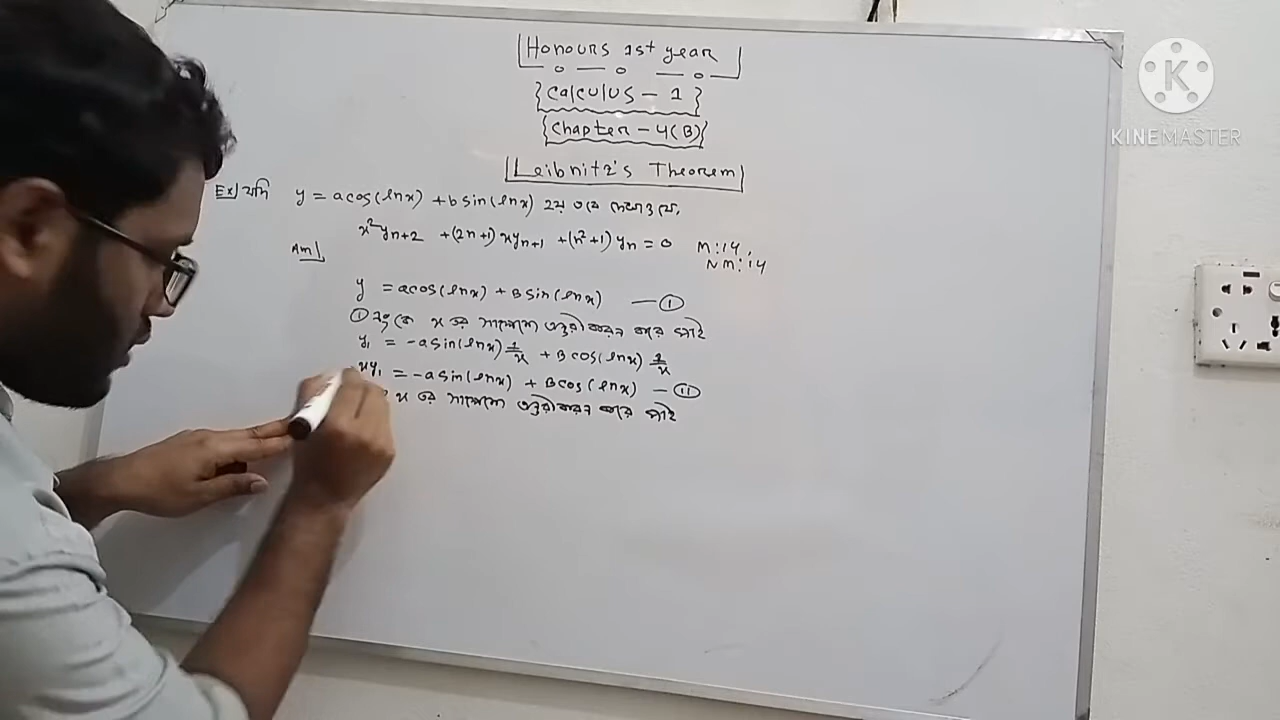 Honours 1st year
Calculus - 1
Chapter - 4(B)
Leibnitz's Theorem
KINEMASTER
Ex| যদি y = acos(lnx) + bsin(lnx) হয় তবে দেখাও যে,
x²yₙ₊₂ + (2n+1) xyₙ₊₁ + (n²+1) yₙ = 0 M:14,
NM:14
Ans|
y = acos(lnx) + Bsin(lnx) — ⓘ
ⓘ নং কে x এর সাপেক্ষে অন্তরীকরণ করে পাই
y₁ = -asin(lnx) 1/x + Bcos(lnx) 1/x
xy₁ = -asin(lnx) + Bcos(lnx) — ⓘⓘ
x এর সাপেক্ষে অন্তরীকরণ করে পাই